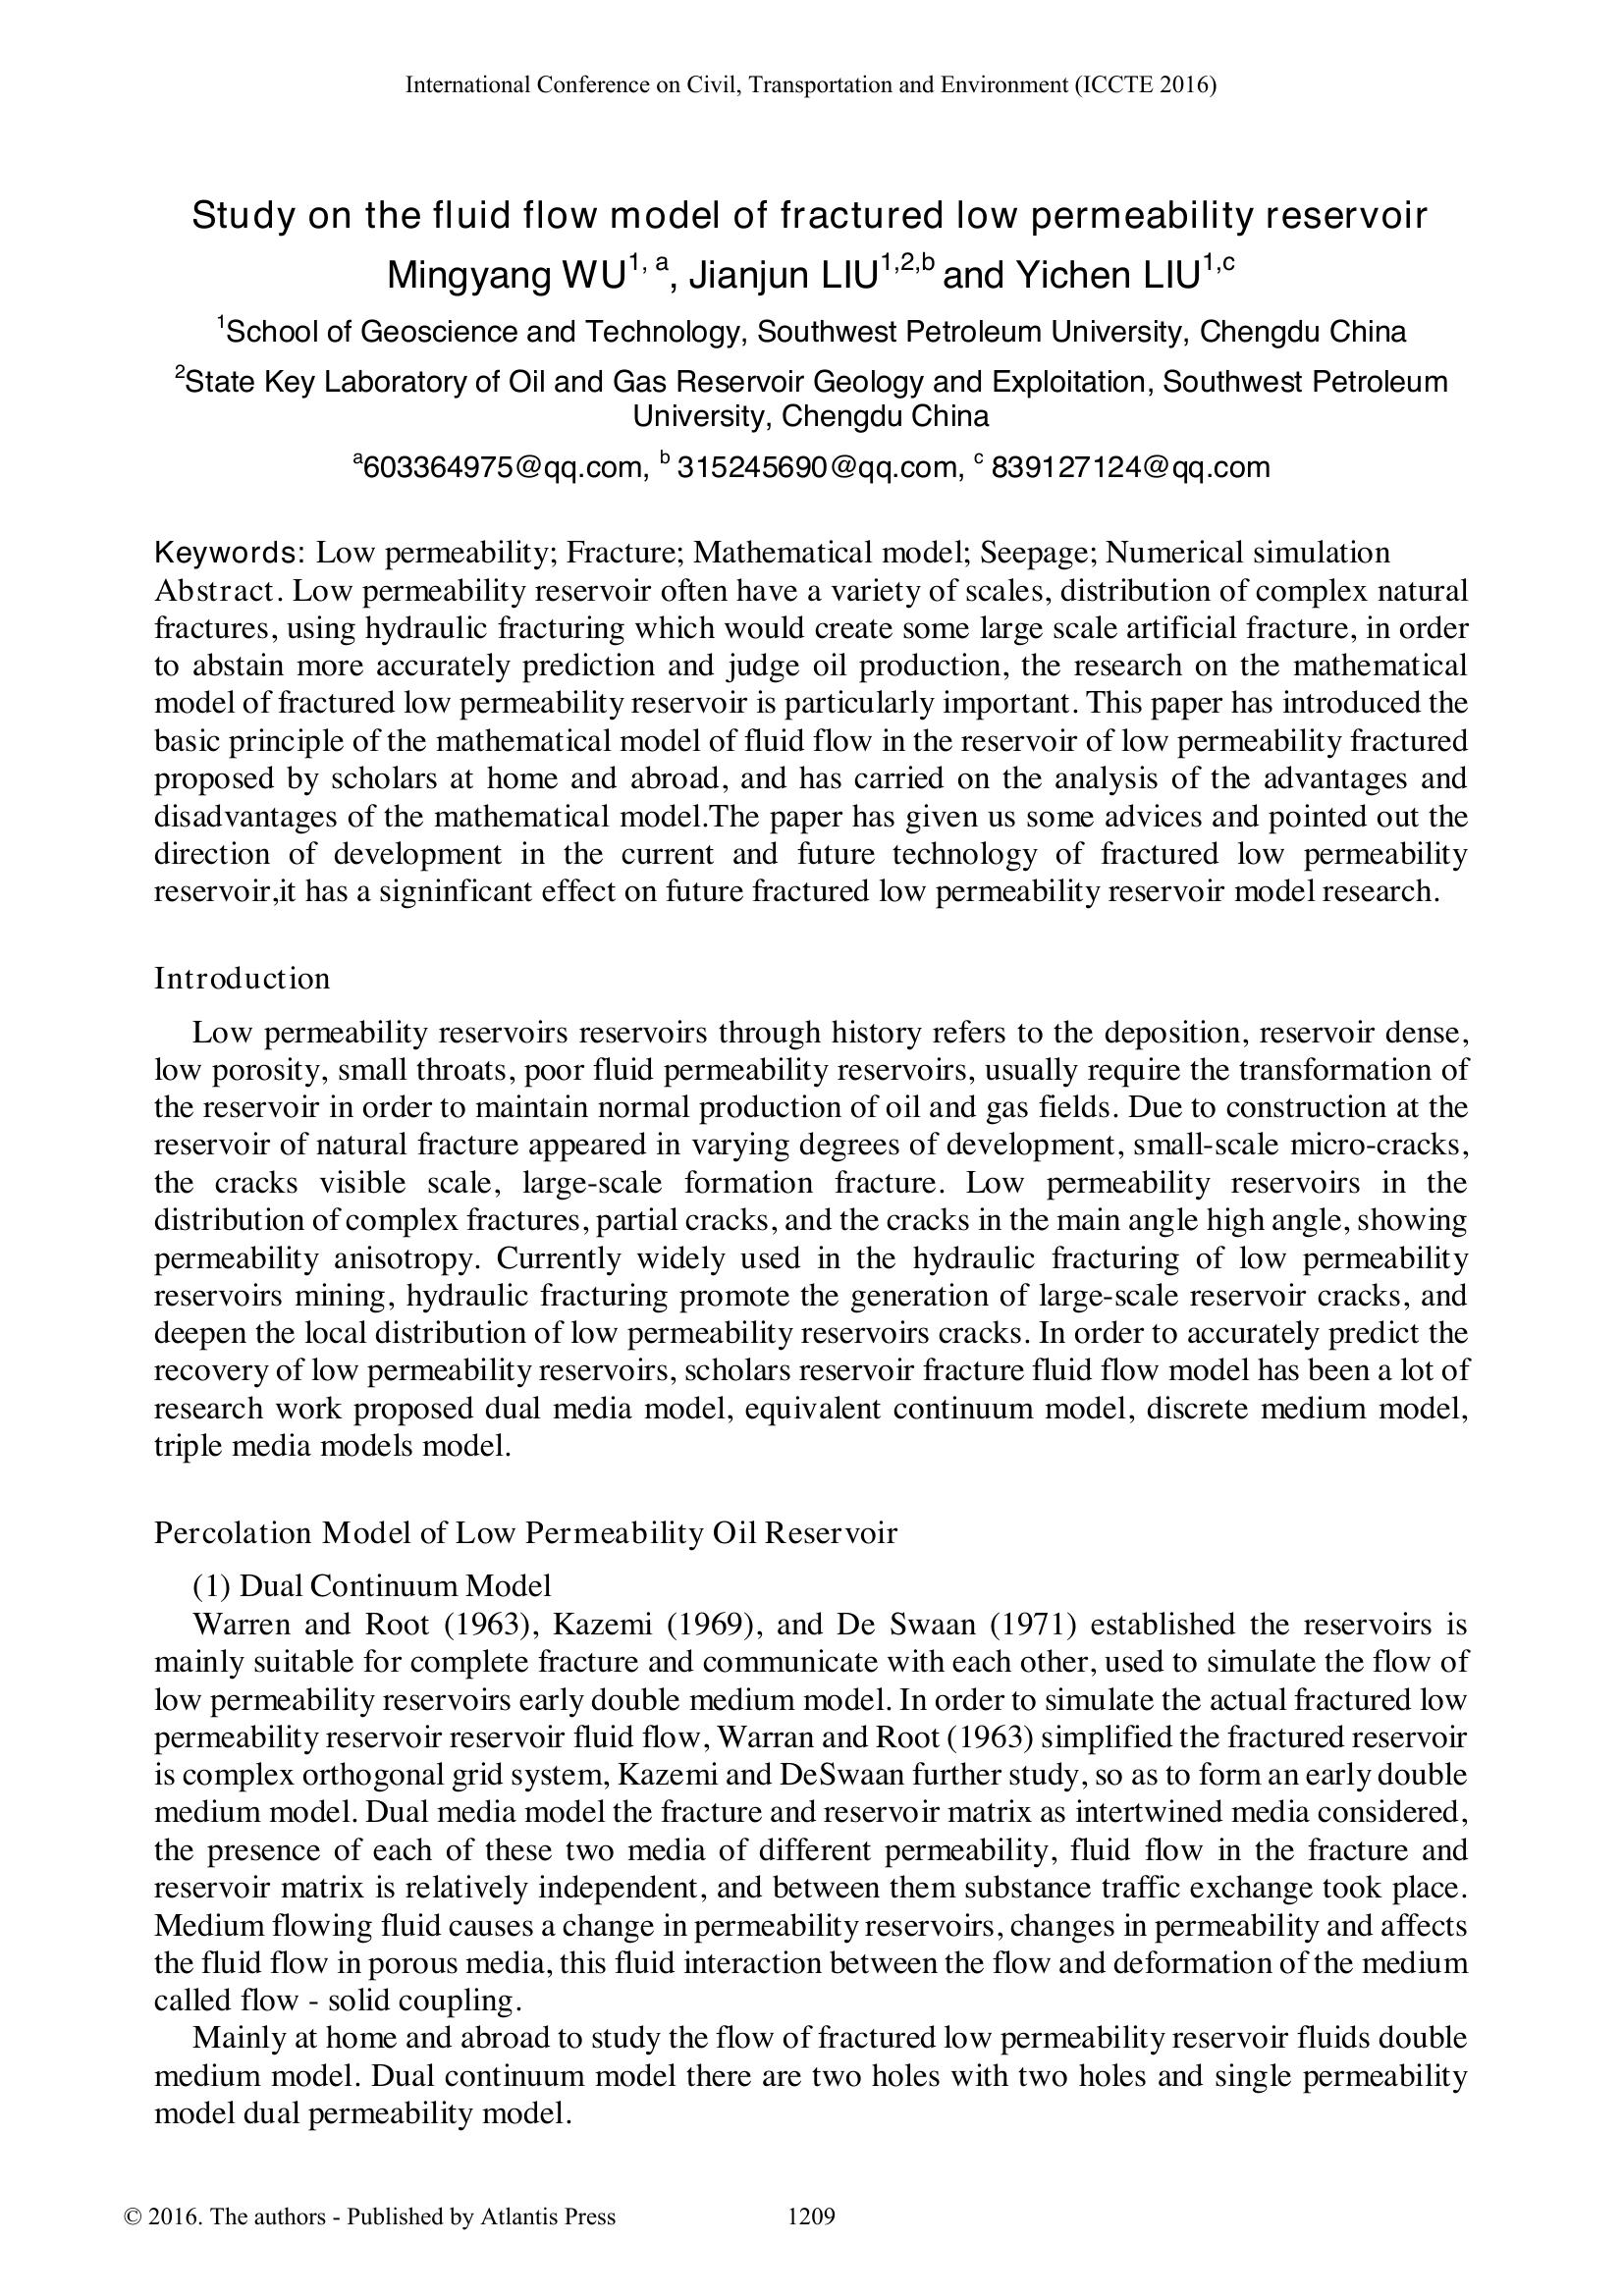 International Conference on Civil, Transportation and Environment (ICCTE 2016)
Study on the fluid flow model of fractured low permeability reservoir
Mingyang WU1, a, Jianjun LIU1,2,b and Yichen LIU1,c
1School of Geoscience and Technology, Southwest Petroleum University, Chengdu China
2State Key Laboratory of Oil and Gas Reservoir Geology and Exploitation, Southwest Petroleum
University, Chengdu China
a603364975@qq.com, b 315245690@qq.com, c 839127124@qq.com
Keywords: Low permeability; Fracture; Mathematical model; Seepage; Numerical simulation
Abstract. Low permeability reservoir often have a variety of scales, distribution of complex natural
fractures, using hydraulic fracturing which would create some large scale artificial fracture, in order
to abstain more accurately prediction and judge oil production, the research on the mathematical
model of fractured low permeability reservoir is particularly important. This paper has introduced the
basic principle of the mathematical model of fluid flow in the reservoir of low permeability fractured
proposed by scholars at home and abroad, and has carried on the analysis of the advantages and
disadvantages of the mathematical model.The paper has given us some advices and pointed out the
direction of development in the current and future technology of fractured low permeability
reservoir,it has a signinficant effect on future fractured low permeability reservoir model research.
Introduction
Low permeability reservoirs reservoirs through history refers to the deposition, reservoir dense,
low porosity, small throats, poor fluid permeability reservoirs, usually require the transformation of
the reservoir in order to maintain normal production of oil and gas fields. Due to construction at the
reservoir of natural fracture appeared in varying degrees of development, small-scale micro-cracks,
the cracks visible scale, large-scale formation fracture. Low permeability reservoirs in the
distribution of complex fractures, partial cracks, and the cracks in the main angle high angle, showing
permeability anisotropy. Currently widely used in the hydraulic fracturing of low permeability
reservoirs mining, hydraulic fracturing promote the generation of large-scale reservoir cracks, and
deepen the local distribution of low permeability reservoirs cracks. In order to accurately predict the
recovery of low permeability reservoirs, scholars reservoir fracture fluid flow model has been a lot of
research work proposed dual media model, equivalent continuum model, discrete medium model,
triple media models model.
Percolation Model of Low Permeability Oil Reservoir
(1) Dual Continuum Model
Warren and Root (1963), Kazemi (1969), and De Swaan (1971) established the reservoirs is
mainly suitable for complete fracture and communicate with each other, used to simulate the flow of
low permeability reservoirs early double medium model. In order to simulate the actual fractured low
permeability reservoir reservoir fluid flow, Warran and Root (1963) simplified the fractured reservoir
is complex orthogonal grid system, Kazemi and DeSwaan further study, so as to form an early double
medium model. Dual media model the fracture and reservoir matrix as intertwined media considered,
the presence of each of these two media of different permeability, fluid flow in the fracture and
reservoir matrix is relatively independent, and between them substance traffic exchange took place.
Medium flowing fluid causes a change in permeability reservoirs, changes in permeability and affects
the fluid flow in porous media, this fluid interaction between the flow and deformation of the medium
called flow - solid coupling.
Mainly at home and abroad to study the flow of fractured low permeability reservoir fluids double
medium model. Dual continuum model there are two holes with two holes and single permeability
model dual permeability model.
© 2016. The authors - Published by Atlantis Press
1209